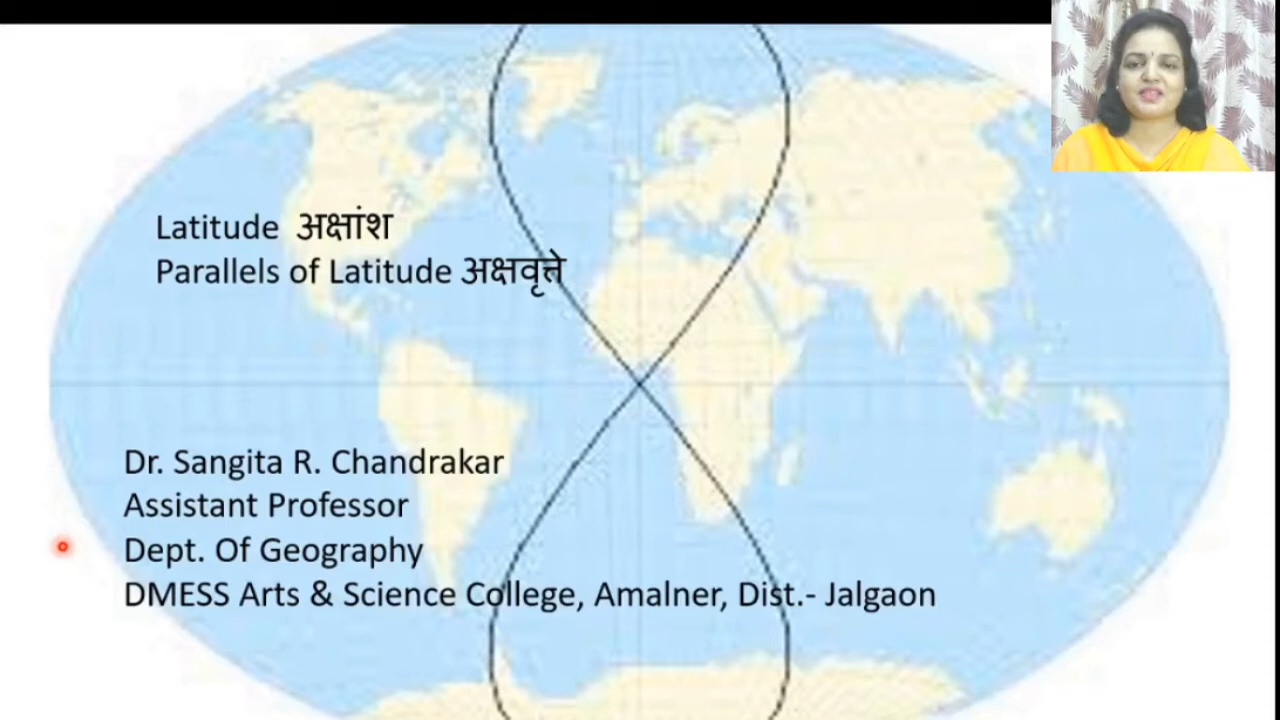 Latitude अक्षांश
Parallels of Latitude अक्षवृत्ते
Dr. Sangita R. Chandrakar
Assistant Professor
Dept. Of Geography
DMESS Arts & Science College, Amalner, Dist.- Jalgaon